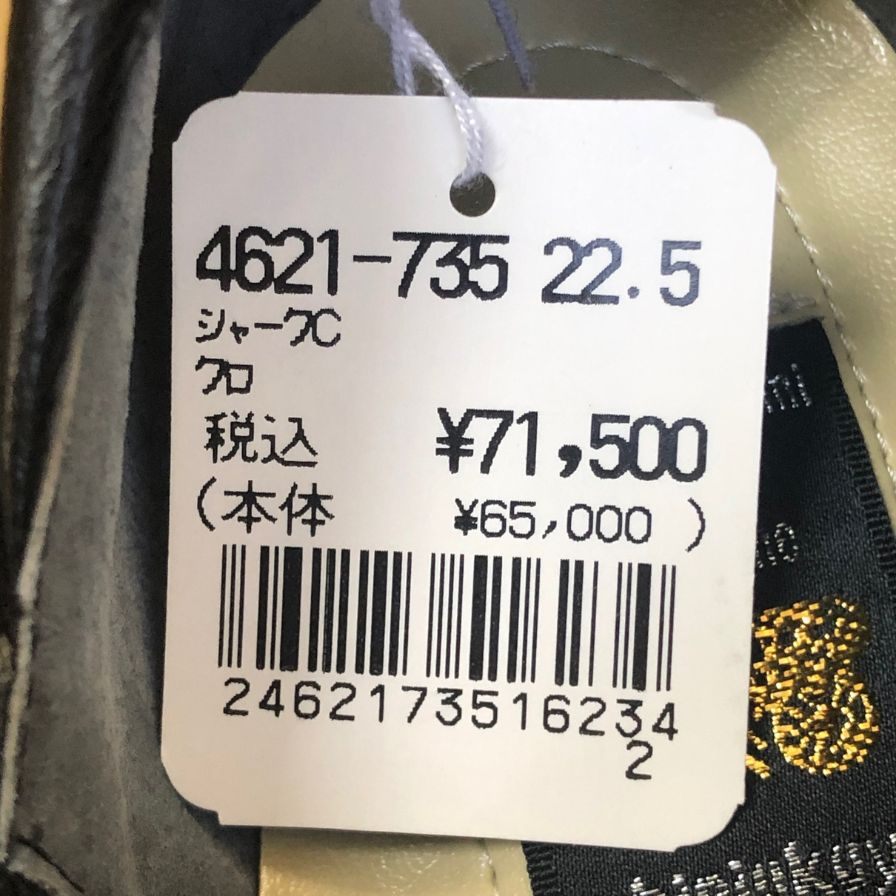 4621-735 22.5
シャークC
クロ
税込 ¥71,500
(本体 ¥65,000 )
2462173516234
2